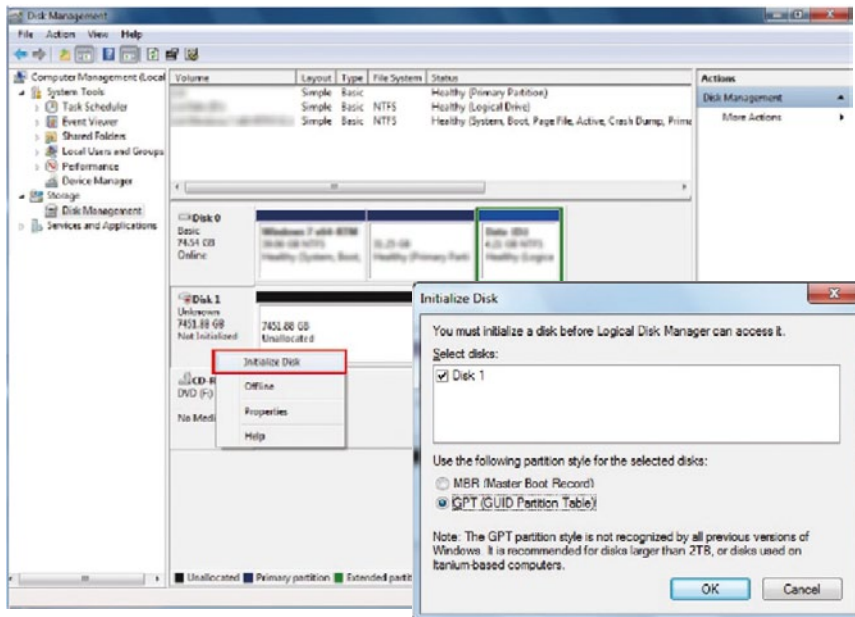 Disk Management
File Action View Help
Computer Management (Local
System Tools
Task Scheduler
Event Viewer
Shared Folders
Local Users and Groups
Performance
Device Manager
Storage
Disk Management
Services and Applications
Volume Layout Type File System Status
Simple Basic Healthy (Primary Partition)
Simple Basic NTFS Healthy (Logical Drive)
Simple Basic NTFS Healthy (System, Boot, Page File, Active, Crash Dump, Prima
Actions
Disk Management
More Actions
Disk 0
Basic
74.54 GB
Online
Disk 1
Unknown
7451.88 GB
Not Initialized
7451.88 GB
Unallocated
Initialize Disk
Offline
Properties
Help
CD-R
DVD (F:)
No Medi
Unallocated Primary partition Extended partit
Initialize Disk
X
You must initialize a disk before Logical Disk Manager can access it.
Select disks:
Disk 1
Use the following partition style for the selected disks:
MBR (Master Boot Record)
GPT (GUID Partition Table)
Note: The GPT partition style is not recognized by all previous versions of
Windows. It is recommended for disks larger than 2TB, or disks used on
Itanium-based computers.
OK Cancel